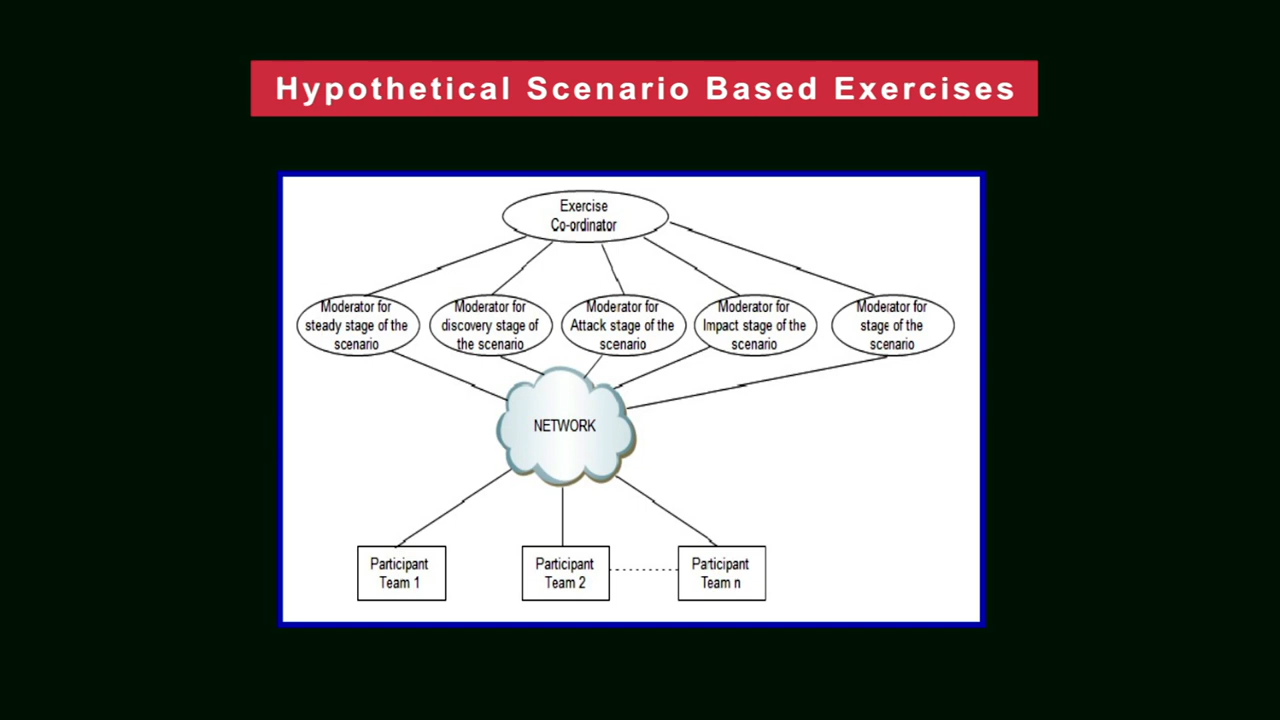 Hypothetical Scenario Based Exercises
Exercise
Co-ordinator
Moderator for
steady stage of the
scenario
Moderator for
discovery stage of
the scenario
Moderator for
Attack stage of the
scenario
Moderator for
Impact stage of the
scenario
Moderator for
stage of the
scenario
NETWORK
Participant
Team 1
Participant
Team 2
Participant
Team n